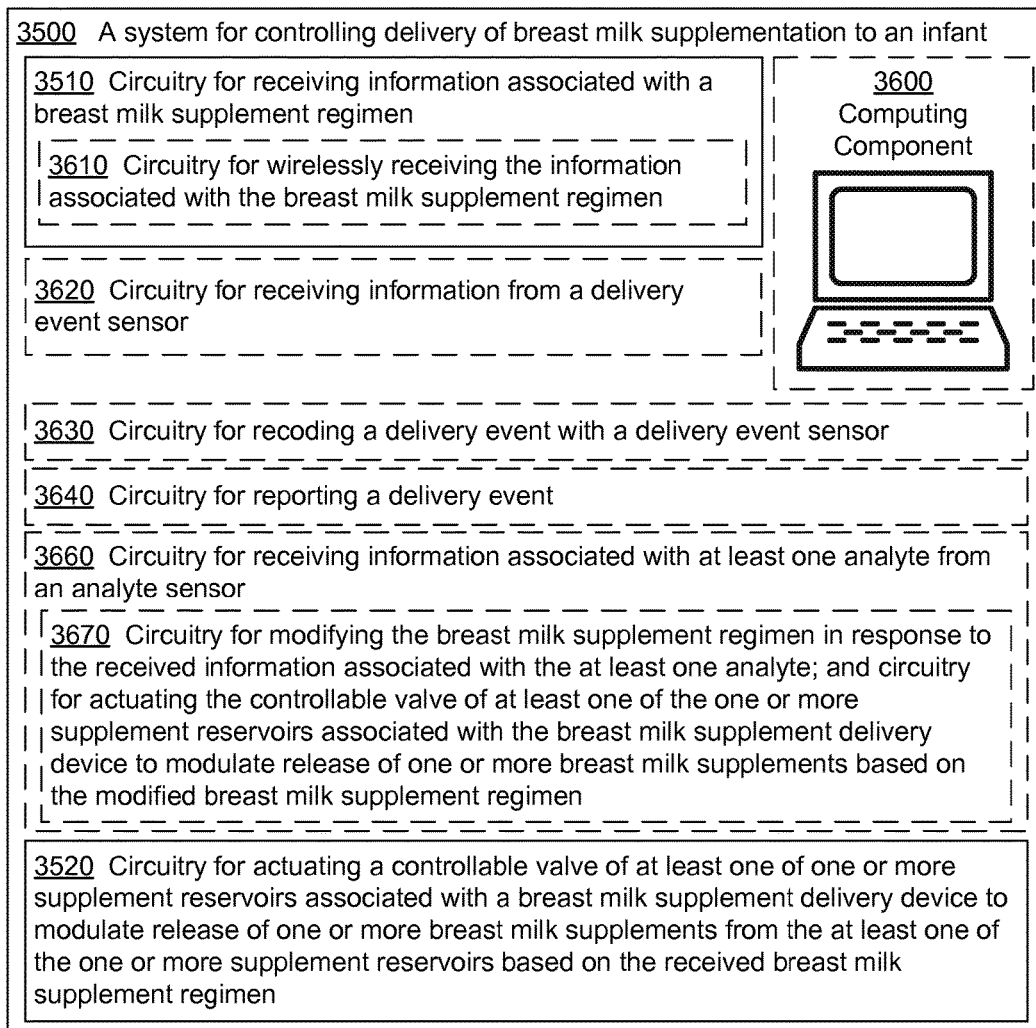 3500 A system for controlling delivery of breast milk supplementation to an infant
3510 Circuitry for receiving information associated with a
breast milk supplement regimen
3610 Circuitry for wirelessly receiving the information
associated with the breast milk supplement regimen
3600
Computing
Component
3620 Circuitry for receiving information from a delivery
event sensor
3630 Circuitry for recoding a delivery event with a delivery event sensor
3640 Circuitry for reporting a delivery event
3660 Circuitry for receiving information associated with at least one analyte from
an analyte sensor
3670 Circuitry for modifying the breast milk supplement regimen in response to
the received information associated with the at least one analyte; and circuitry
for actuating the controllable valve of at least one of the one or more
supplement reservoirs associated with the breast milk supplement delivery
device to modulate release of one or more breast milk supplements based on
the modified breast milk supplement regimen
3520 Circuitry for actuating a controllable valve of at least one of one or more
supplement reservoirs associated with a breast milk supplement delivery device to
modulate release of one or more breast milk supplements from the at least one of
the one or more supplement reservoirs based on the received breast milk
supplement regimen